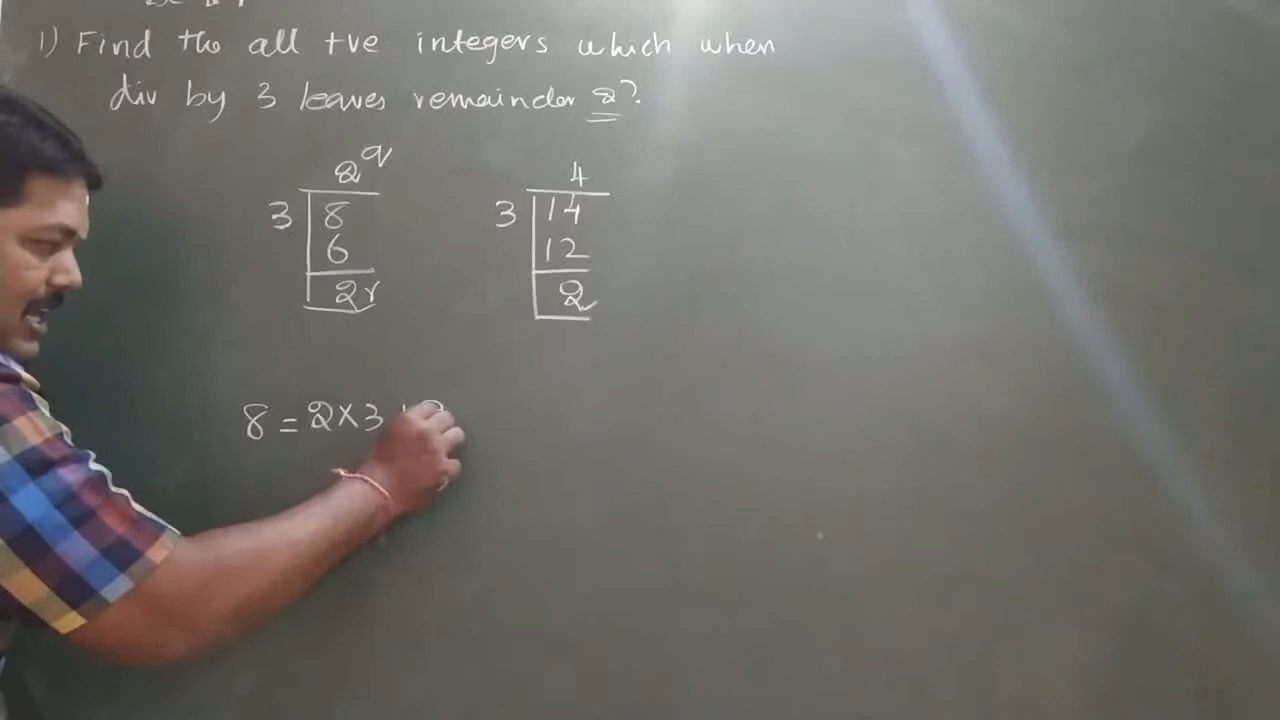 1) Find the all +ve integers which when
div by 3 leaves remainder 2?
2 q
3 8
6
2 r
4
3 14
12
2
8 = 2 × 3 + 2